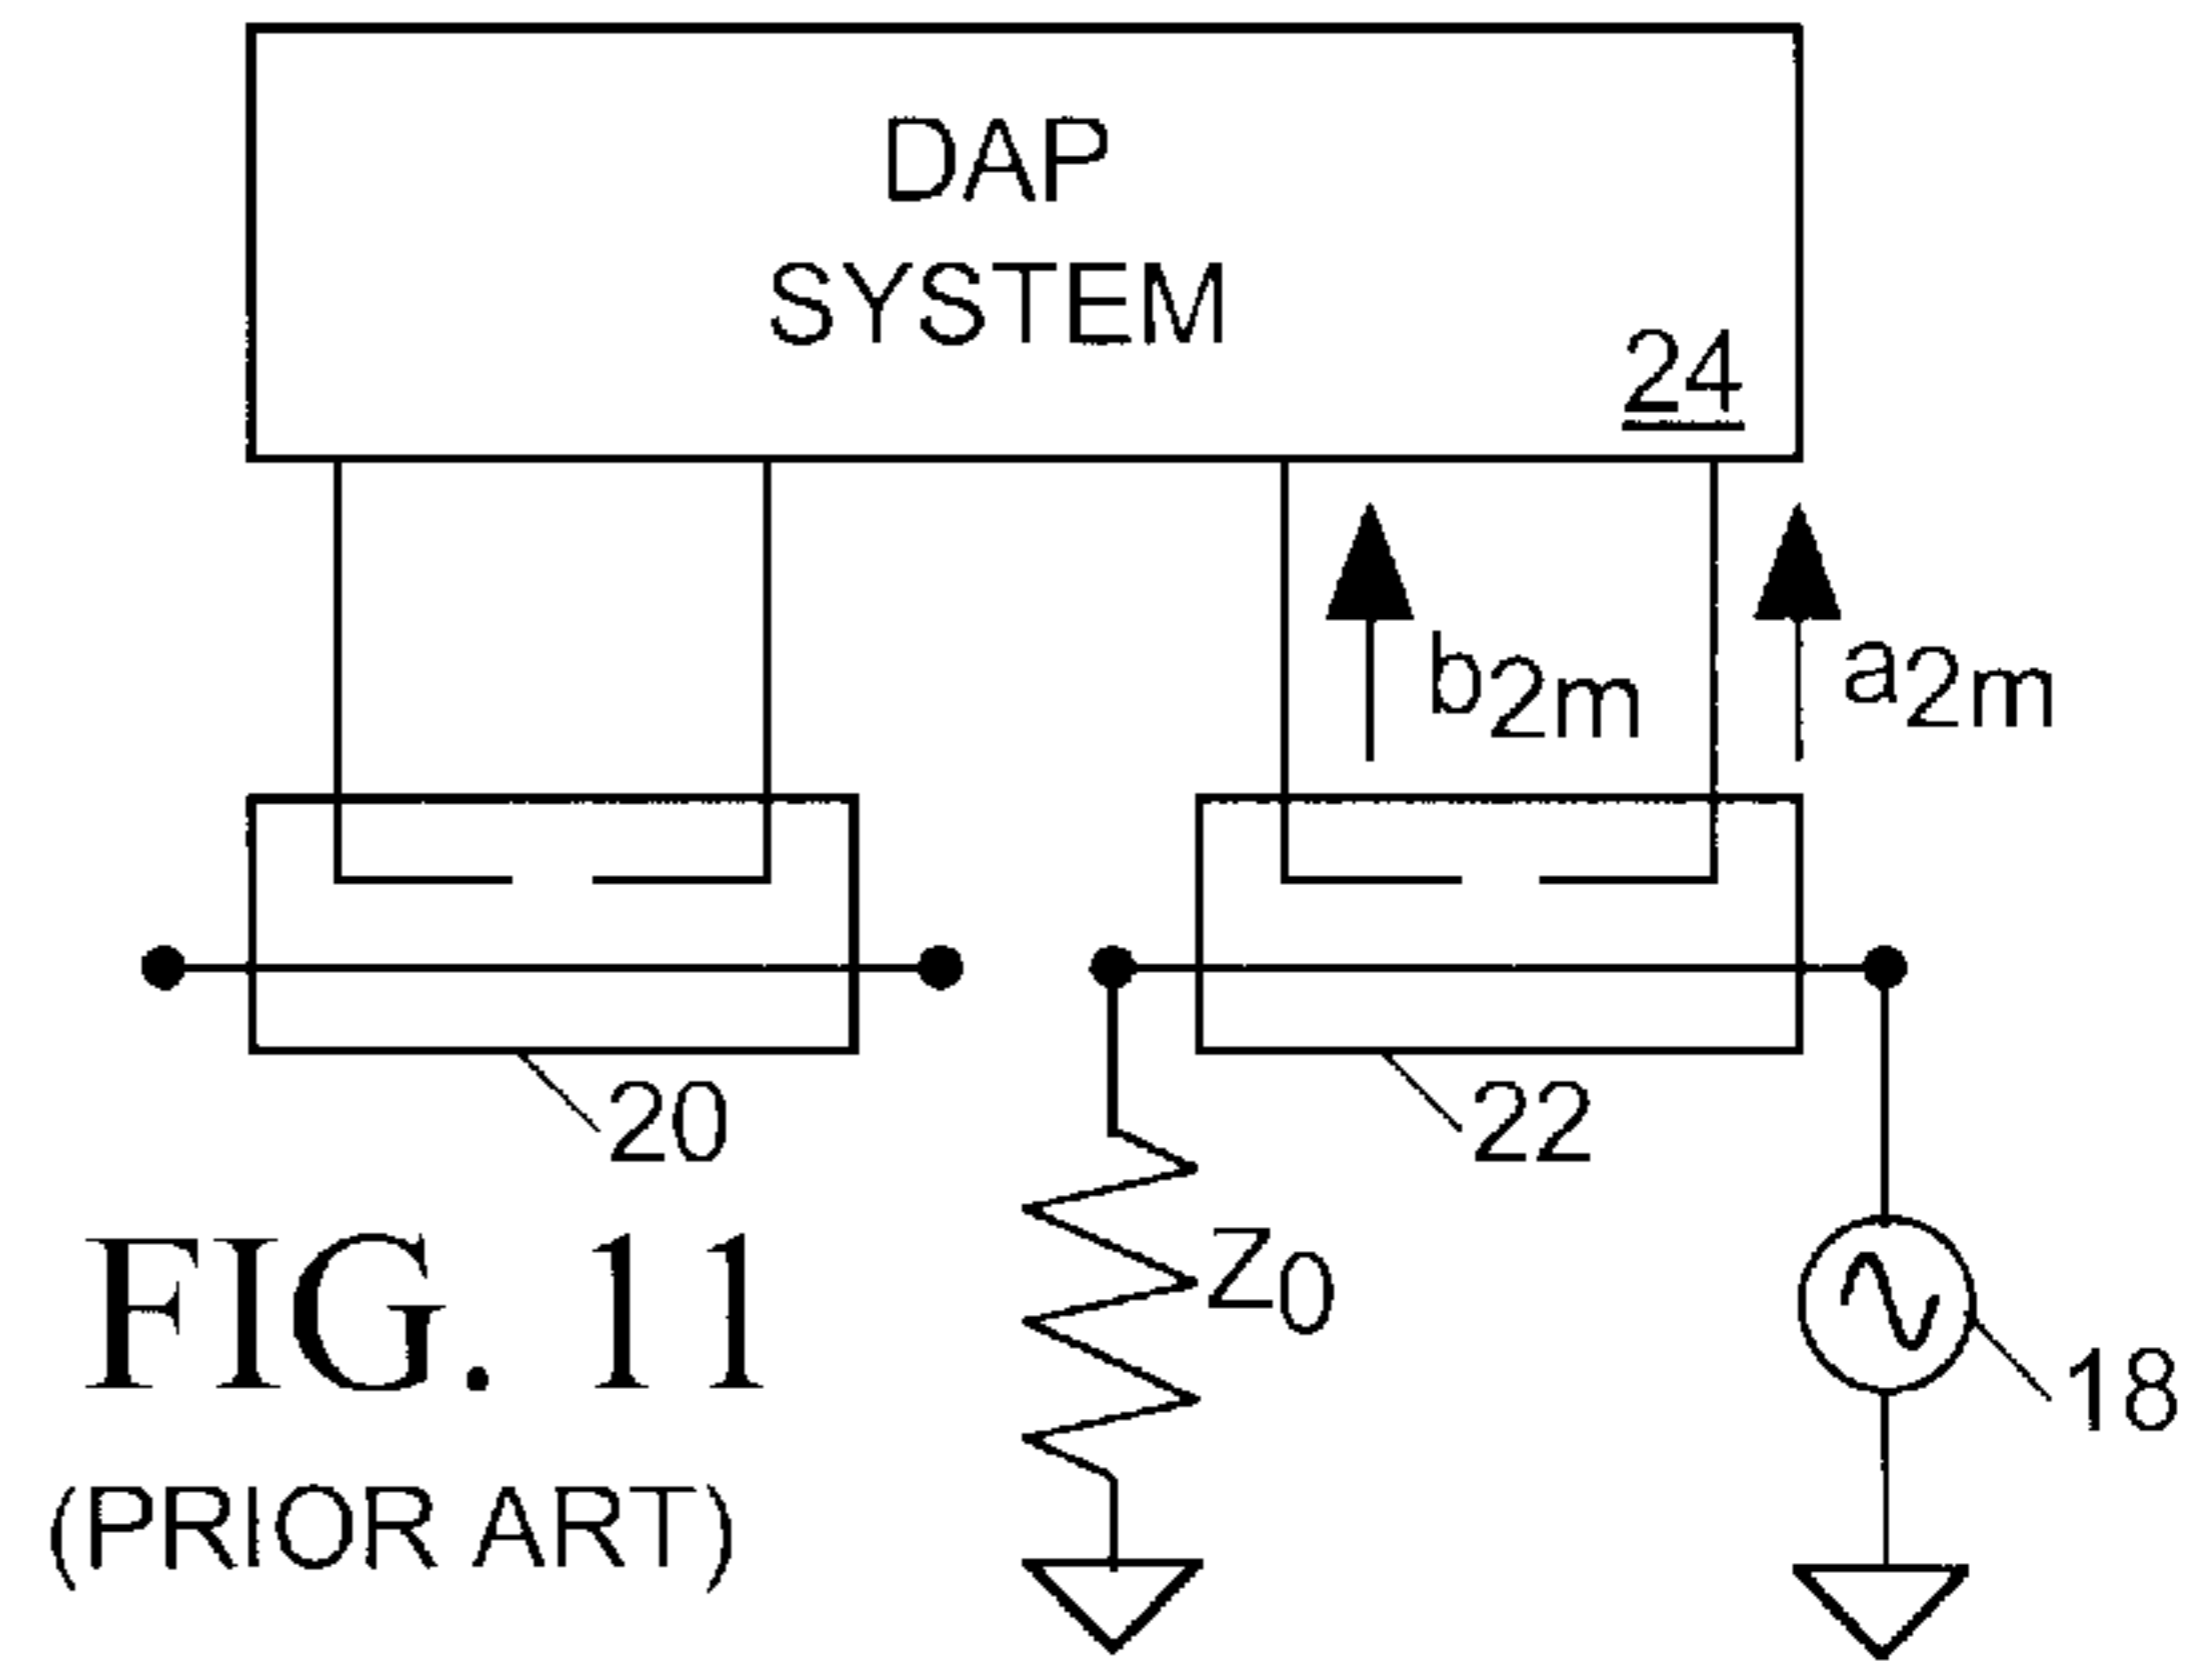 DAP
SYSTEM
24
b2m
a2m
20
22
Z0
18
FIG. 11
(PRIOR ART)